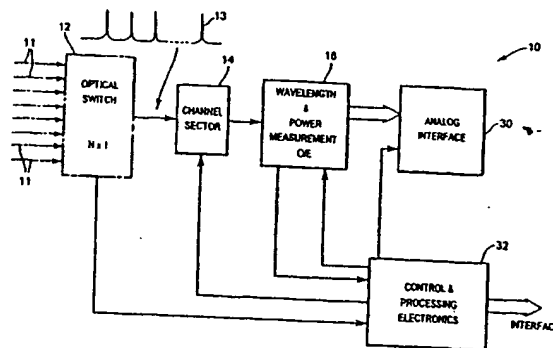 13
12
11
OPTICAL
SWITCH
N x 1
11
14
CHANNEL
SECTOR
16
WAVELENGTH
&
POWER
MEASUREMENT
O/E
10
ANALOG
INTERFACE
30
32
CONTROL &
PROCESSING
ELECTRONICS
INTERFAC